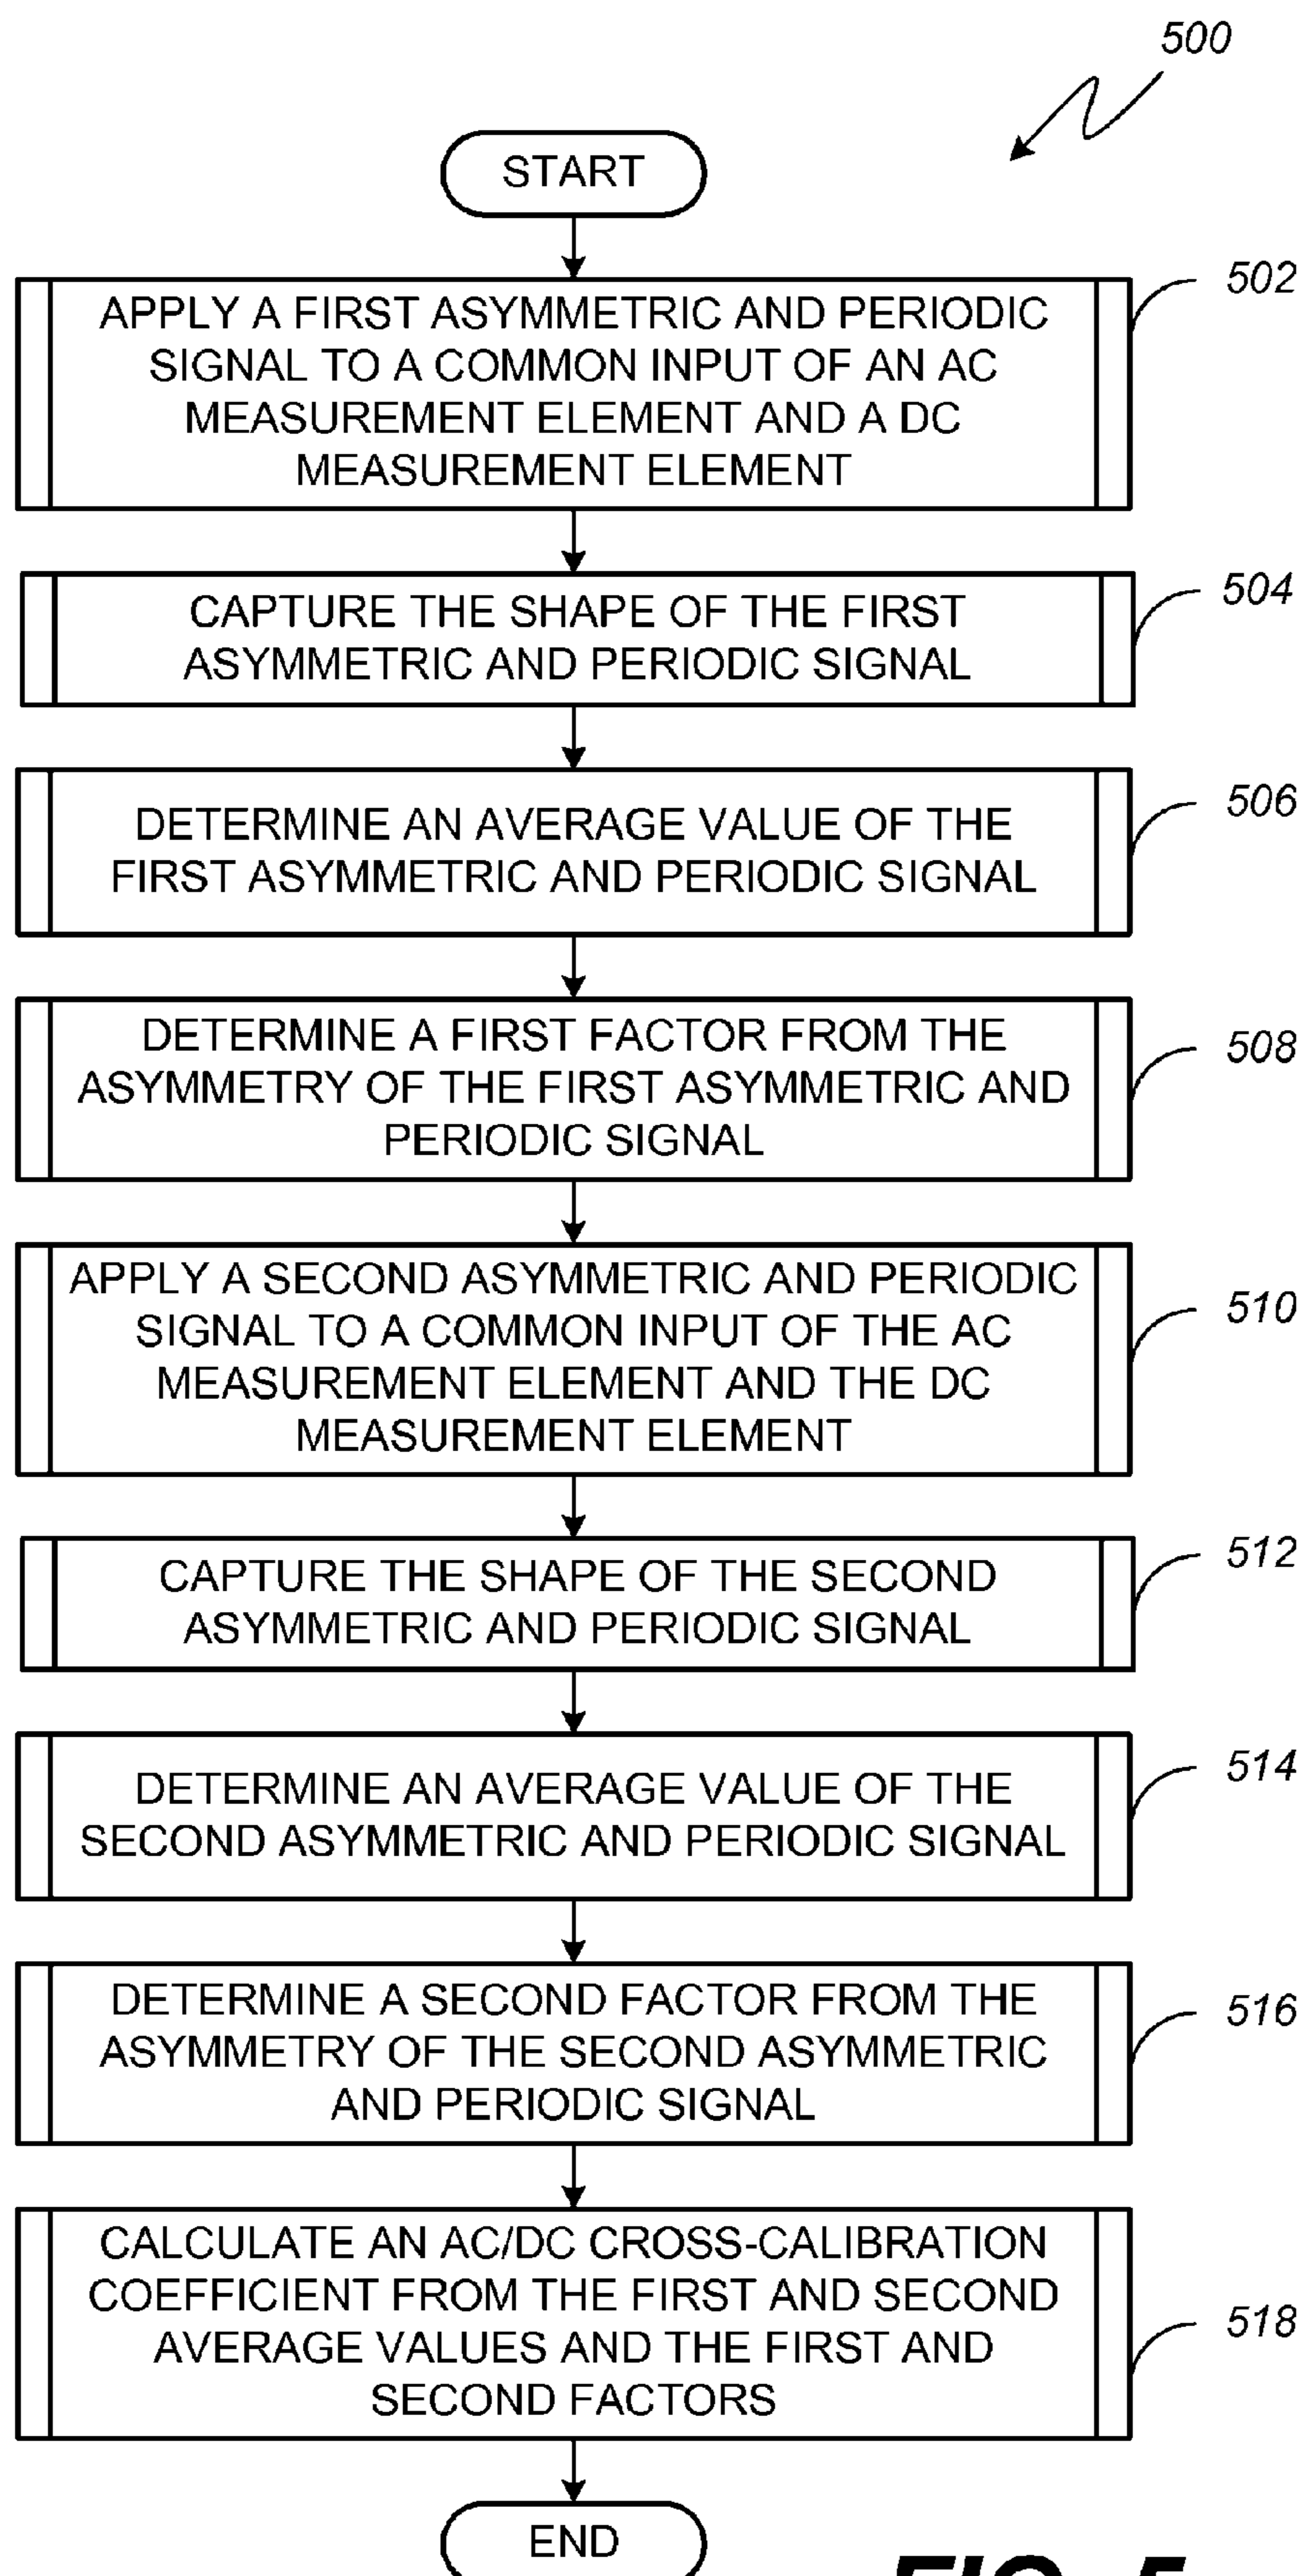 500
START
APPLY A FIRST ASYMMETRIC AND PERIODIC
SIGNAL TO A COMMON INPUT OF AN AC
MEASUREMENT ELEMENT AND A DC
MEASUREMENT ELEMENT
502
CAPTURE THE SHAPE OF THE FIRST
ASYMMETRIC AND PERIODIC SIGNAL
504
DETERMINE AN AVERAGE VALUE OF THE
FIRST ASYMMETRIC AND PERIODIC SIGNAL
506
DETERMINE A FIRST FACTOR FROM THE
ASYMMETRY OF THE FIRST ASYMMETRIC AND
PERIODIC SIGNAL
508
APPLY A SECOND ASYMMETRIC AND PERIODIC
SIGNAL TO A COMMON INPUT OF THE AC
MEASUREMENT ELEMENT AND THE DC
MEASUREMENT ELEMENT
510
CAPTURE THE SHAPE OF THE SECOND
ASYMMETRIC AND PERIODIC SIGNAL
512
DETERMINE AN AVERAGE VALUE OF THE
SECOND ASYMMETRIC AND PERIODIC SIGNAL
514
DETERMINE A SECOND FACTOR FROM THE
ASYMMETRY OF THE SECOND ASYMMETRIC
AND PERIODIC SIGNAL
516
CALCULATE AN AC/DC CROSS-CALIBRATION
COEFFICIENT FROM THE FIRST AND SECOND
AVERAGE VALUES AND THE FIRST AND
SECOND FACTORS
518
END